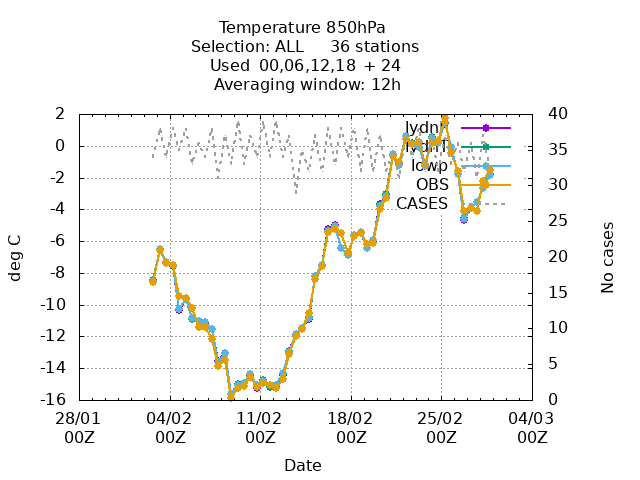 Temperature 850hPa
Selection: ALL 36 stations
Used 00,06,12,18 + 24
Averaging window: 12h
2
0
-2
-4
-6
-8
-10
-12
-14
-16
deg C
40
35
30
25
20
15
10
5
0
No cases
OBS
CASES
28/01 04/02 11/02 18/02 25/02 04/03
00Z 00Z 00Z 00Z 00Z 00Z
Date